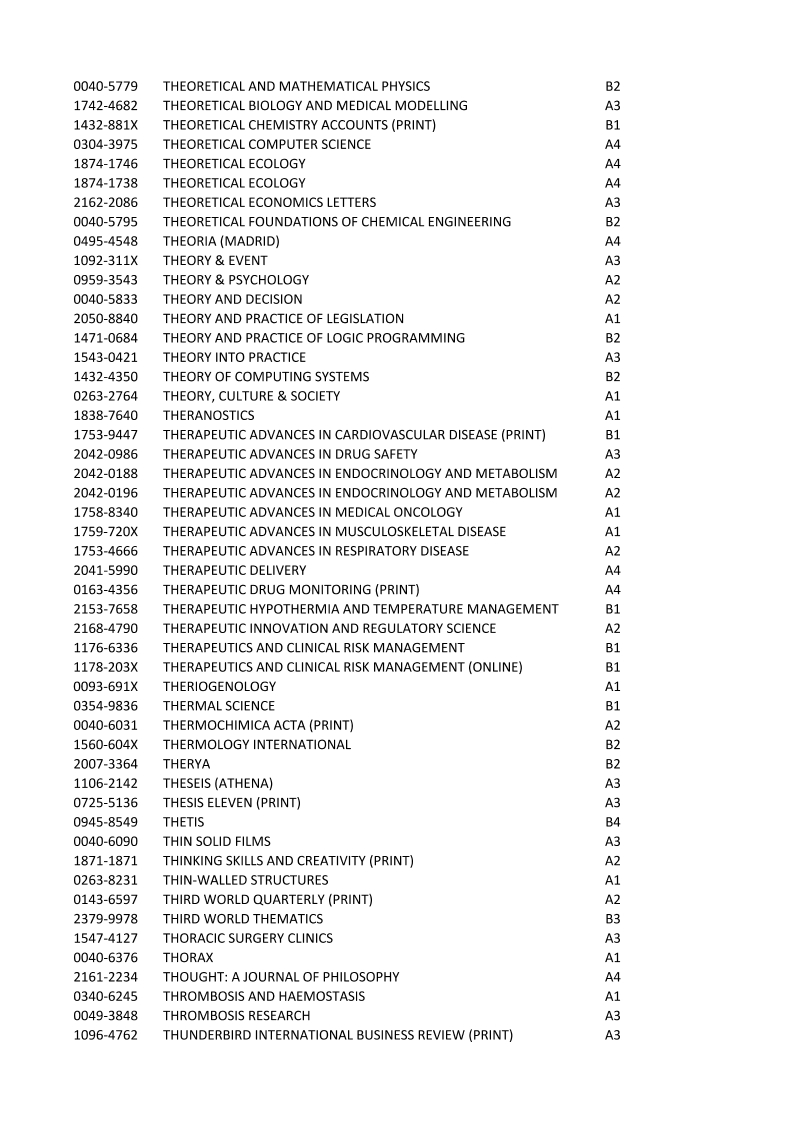 0040-5779 THEORETICAL AND MATHEMATICAL PHYSICS B2
1742-4682 THEORETICAL BIOLOGY AND MEDICAL MODELLING A3
1432-881X THEORETICAL CHEMISTRY ACCOUNTS (PRINT) B1
0304-3975 THEORETICAL COMPUTER SCIENCE A4
1874-1746 THEORETICAL ECOLOGY A4
1874-1738 THEORETICAL ECOLOGY A4
2162-2086 THEORETICAL ECONOMICS LETTERS A3
0040-5795 THEORETICAL FOUNDATIONS OF CHEMICAL ENGINEERING B2
0495-4548 THEORIA (MADRID) A4
1092-311X THEORY & EVENT A3
0959-3543 THEORY & PSYCHOLOGY A2
0040-5833 THEORY AND DECISION A2
2050-8840 THEORY AND PRACTICE OF LEGISLATION A1
1471-0684 THEORY AND PRACTICE OF LOGIC PROGRAMMING B2
1543-0421 THEORY INTO PRACTICE A3
1432-4350 THEORY OF COMPUTING SYSTEMS B2
0263-2764 THEORY, CULTURE & SOCIETY A1
1838-7640 THERANOSTICS A1
1753-9447 THERAPEUTIC ADVANCES IN CARDIOVASCULAR DISEASE (PRINT) B1
2042-0986 THERAPEUTIC ADVANCES IN DRUG SAFETY A3
2042-0188 THERAPEUTIC ADVANCES IN ENDOCRINOLOGY AND METABOLISM A2
2042-0196 THERAPEUTIC ADVANCES IN ENDOCRINOLOGY AND METABOLISM A2
1758-8340 THERAPEUTIC ADVANCES IN MEDICAL ONCOLOGY A1
1759-720X THERAPEUTIC ADVANCES IN MUSCULOSKELETAL DISEASE A1
1753-4666 THERAPEUTIC ADVANCES IN RESPIRATORY DISEASE A2
2041-5990 THERAPEUTIC DELIVERY A4
0163-4356 THERAPEUTIC DRUG MONITORING (PRINT) A4
2153-7658 THERAPEUTIC HYPOTHERMIA AND TEMPERATURE MANAGEMENT B1
2168-4790 THERAPEUTIC INNOVATION AND REGULATORY SCIENCE A2
1176-6336 THERAPEUTICS AND CLINICAL RISK MANAGEMENT B1
1178-203X THERAPEUTICS AND CLINICAL RISK MANAGEMENT (ONLINE) B1
0093-691X THERIOGENOLOGY A1
0354-9836 THERMAL SCIENCE B1
0040-6031 THERMOCHIMICA ACTA (PRINT) A2
1560-604X THERMOLOGY INTERNATIONAL B2
2007-3364 THERYA B2
1106-2142 THESEIS (ATHENA) A3
0725-5136 THESIS ELEVEN (PRINT) A3
0945-8549 THETIS B4
0040-6090 THIN SOLID FILMS A3
1871-1871 THINKING SKILLS AND CREATIVITY (PRINT) A2
0263-8231 THIN-WALLED STRUCTURES A1
0143-6597 THIRD WORLD QUARTERLY (PRINT) A2
2379-9978 THIRD WORLD THEMATICS B3
1547-4127 THORACIC SURGERY CLINICS A3
0040-6376 THORAX A1
2161-2234 THOUGHT: A JOURNAL OF PHILOSOPHY A4
0340-6245 THROMBOSIS AND HAEMOSTASIS A1
0049-3848 THROMBOSIS RESEARCH A3
1096-4762 THUNDERBIRD INTERNATIONAL BUSINESS REVIEW (PRINT) A3